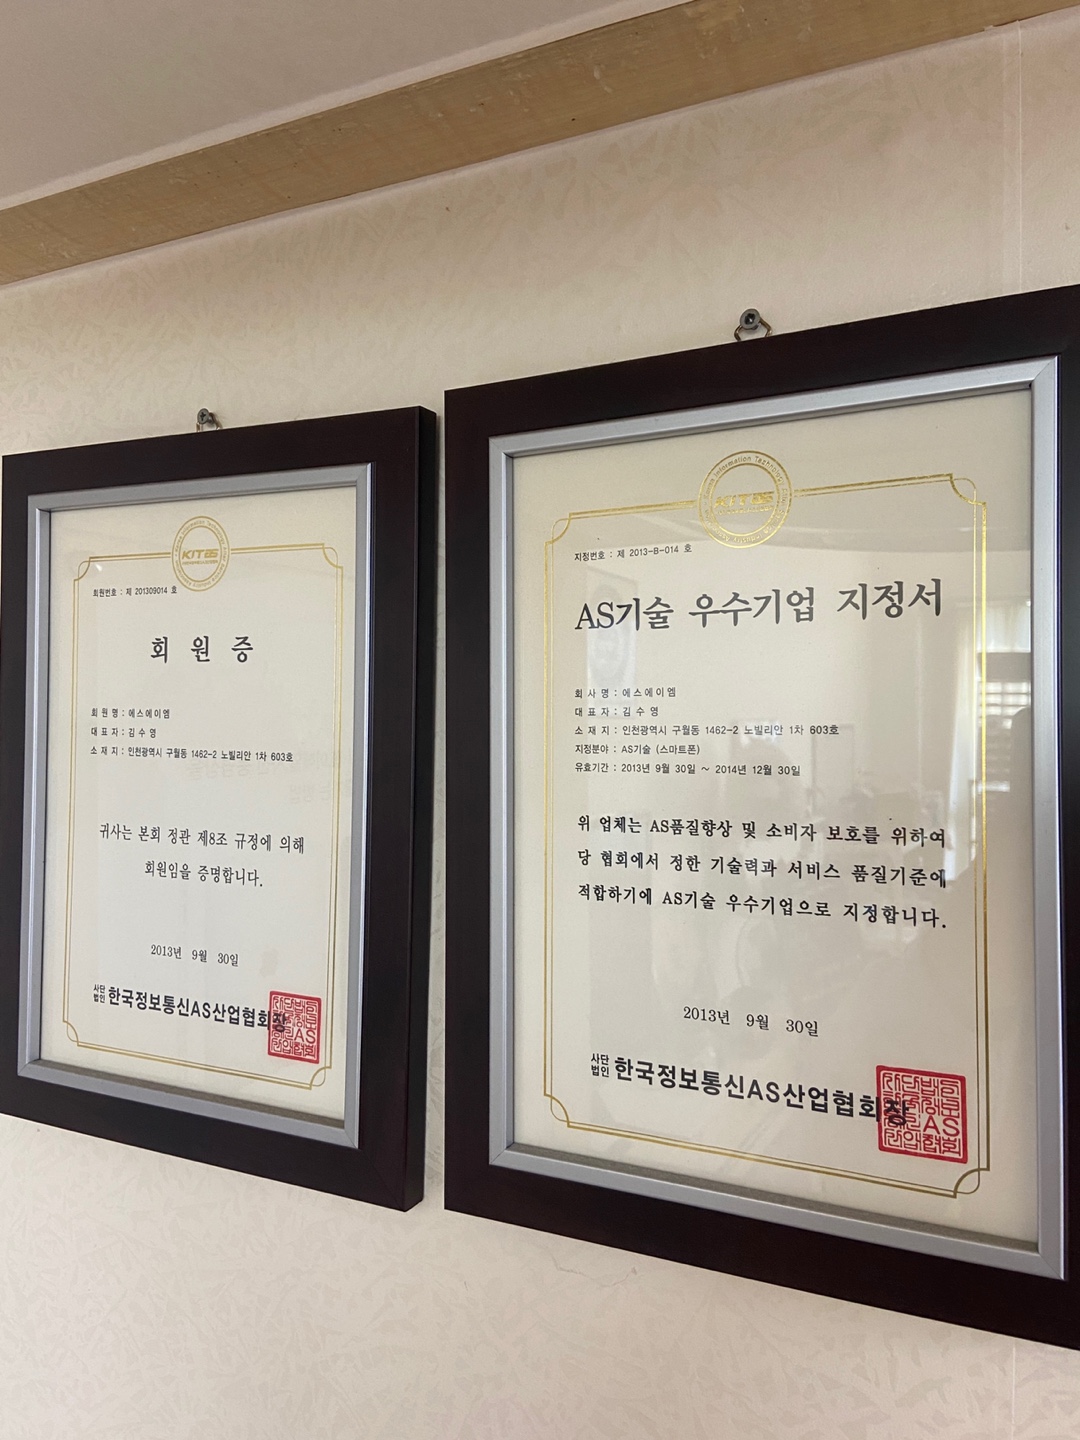 KITAS
회원번호 : 제 201309014 호
회 원 증
회 원 명 : 에스에이엠
대 표 자 : 김 수 영
소 재 지 : 인천광역시 구월동 1462-2 노빌리안 1차 603호
귀사는 본회 정관 제8조 규정에 의해
회원임을 증명합니다.
2013년 9월 30일
사단법인 한국정보통신AS산업협회장
KITAS
지정번호 : 제 2013-B-014 호
AS기술 우수기업 지정서
회 사 명 : 에스에이엠
대 표 자 : 김 수 영
소 재 지 : 인천광역시 구월동 1462-2 노빌리안 1차 603호
지정분야 : AS기술 (스마트폰)
유효기간 : 2013년 9월 30일 ~ 2014년 12월 30일
위 업체는 AS품질향상 및 소비자 보호를 위하여
당 협회에서 정한 기술력과 서비스 품질기준에
적합하기에 AS기술 우수기업으로 지정합니다.
2013년 9월 30일
사단법인 한국정보통신AS산업협회장